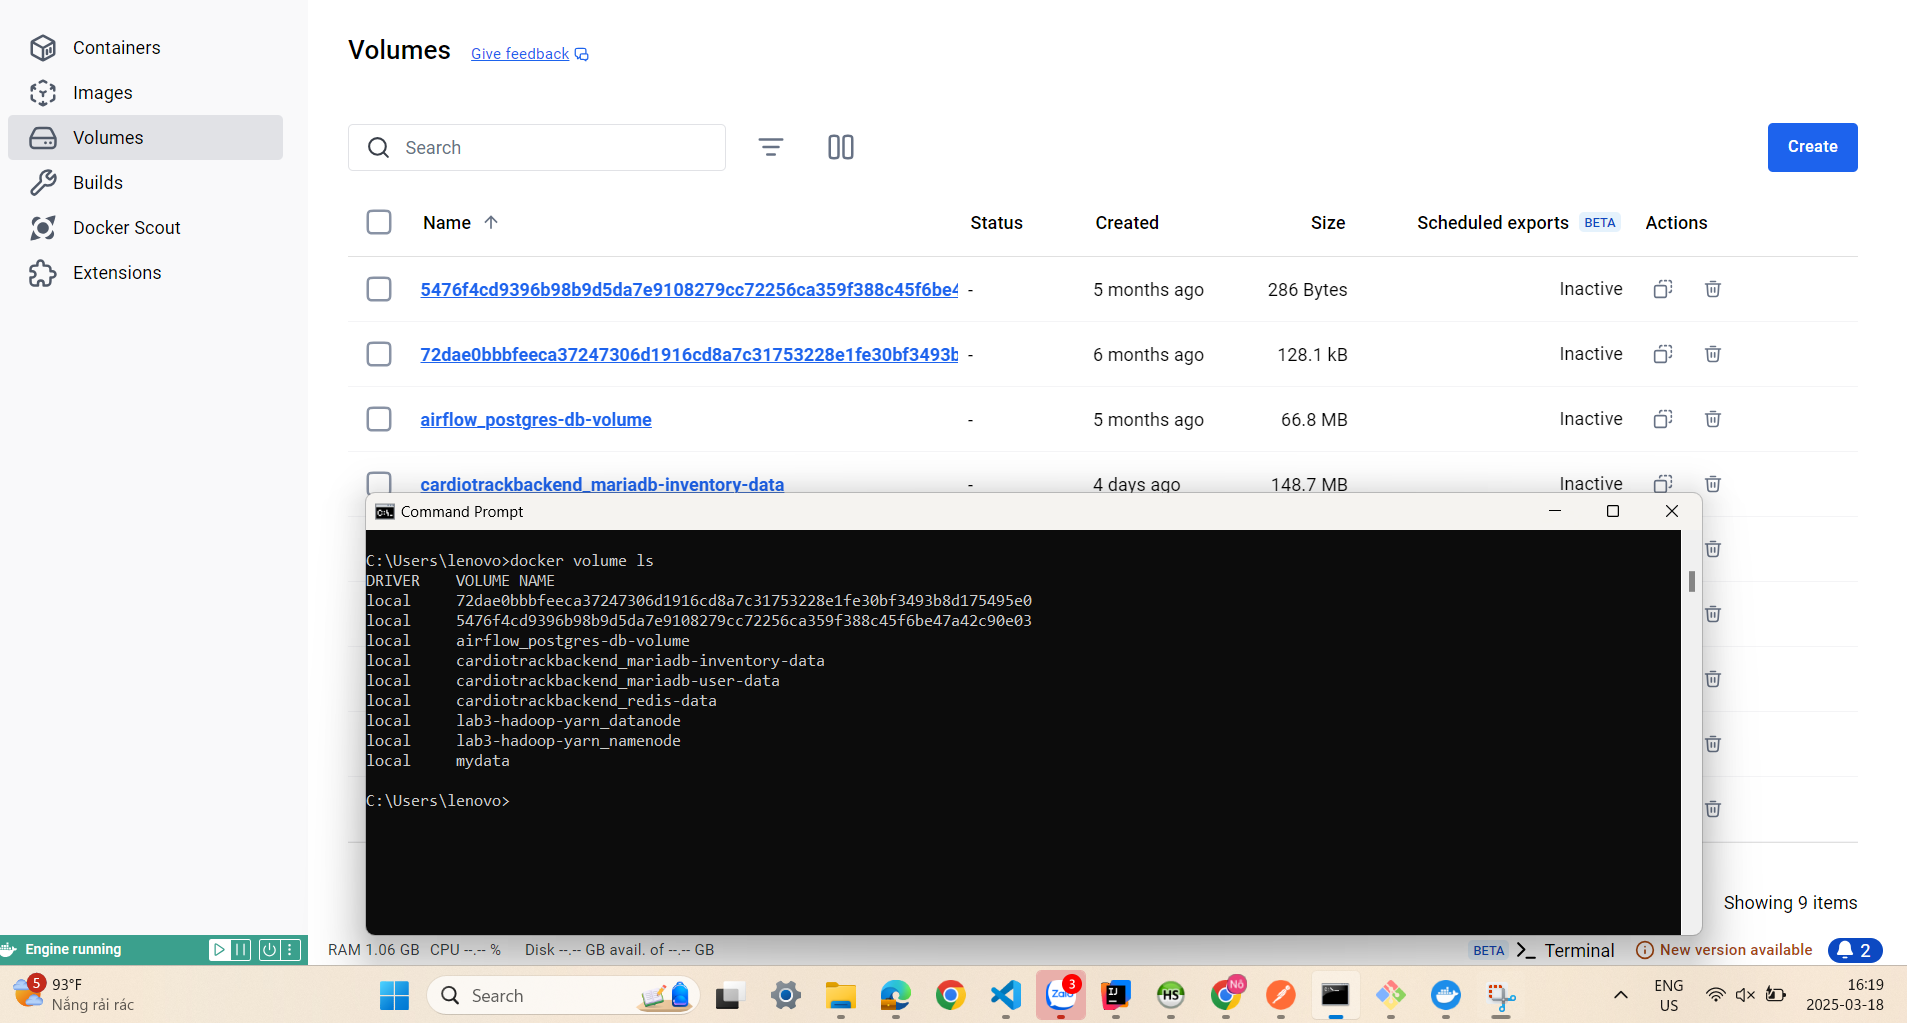 Containers
Images
Volumes
Builds
Docker Scout
Extensions
Volumes Give feedback
Search
Create
Name Status Created Size Scheduled exports BETA Actions
5476f4cd9396b98b9d5da7e9108279cc72256ca359f388c45f6be4 - 5 months ago 286 Bytes Inactive
72dae0bbbfeeca37247306d1916cd8a7c31753228e1fe30bf3493b - 6 months ago 128.1 kB Inactive
airflow_postgres-db-volume - 5 months ago 66.8 MB Inactive
cardiotrackbackend_mariadb-inventory-data - 4 days ago 148.7 MB Inactive
Command Prompt
C:\Users\lenovo>docker volume ls
DRIVER VOLUME NAME
local 72dae0bbbfeeca37247306d1916cd8a7c31753228e1fe30bf3493b8d175495e0
local 5476f4cd9396b98b9d5da7e9108279cc72256ca359f388c45f6be47a42c90e03
local airflow_postgres-db-volume
local cardiotrackbackend_mariadb-inventory-data
local cardiotrackbackend_mariadb-user-data
local cardiotrackbackend_redis-data
local lab3-hadoop-yarn_datanode
local lab3-hadoop-yarn_namenode
local mydata
C:\Users\lenovo>
Showing 9 items
Engine running RAM 1.06 GB CPU --.-- % Disk --.-- GB avail. of --.-- GB BETA >_ Terminal New version available 2
5 93°F
Nắng rải rác
Search
Zalo 3
IJ
HS
Nô
ENG
US
16:19
2025-03-18